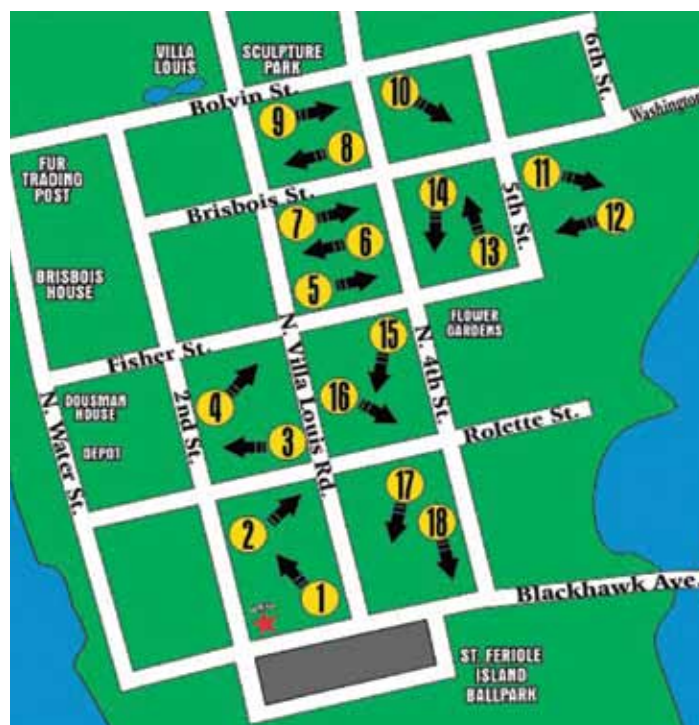 VILLA
LOUIS
SCULPTURE
PARK
6th St.
Bolvin St.
Washington
10
9
8
FUR
TRADING
POST
11
14
Brisbois St.
7
5th St.
12
6
13
BRISBOIS
HOUSE
5
FLOWER
GARDENS
15
Fisher St.
N. Villa Louis Rd.
N. 4th St.
16
4
DOUSMAN
HOUSE
N. Water St.
2nd St.
3
Rolette St.
DEPOT
17
18
2
1
Blackhawk Ave.
ST. FERIOLE
ISLAND
BALLPARK